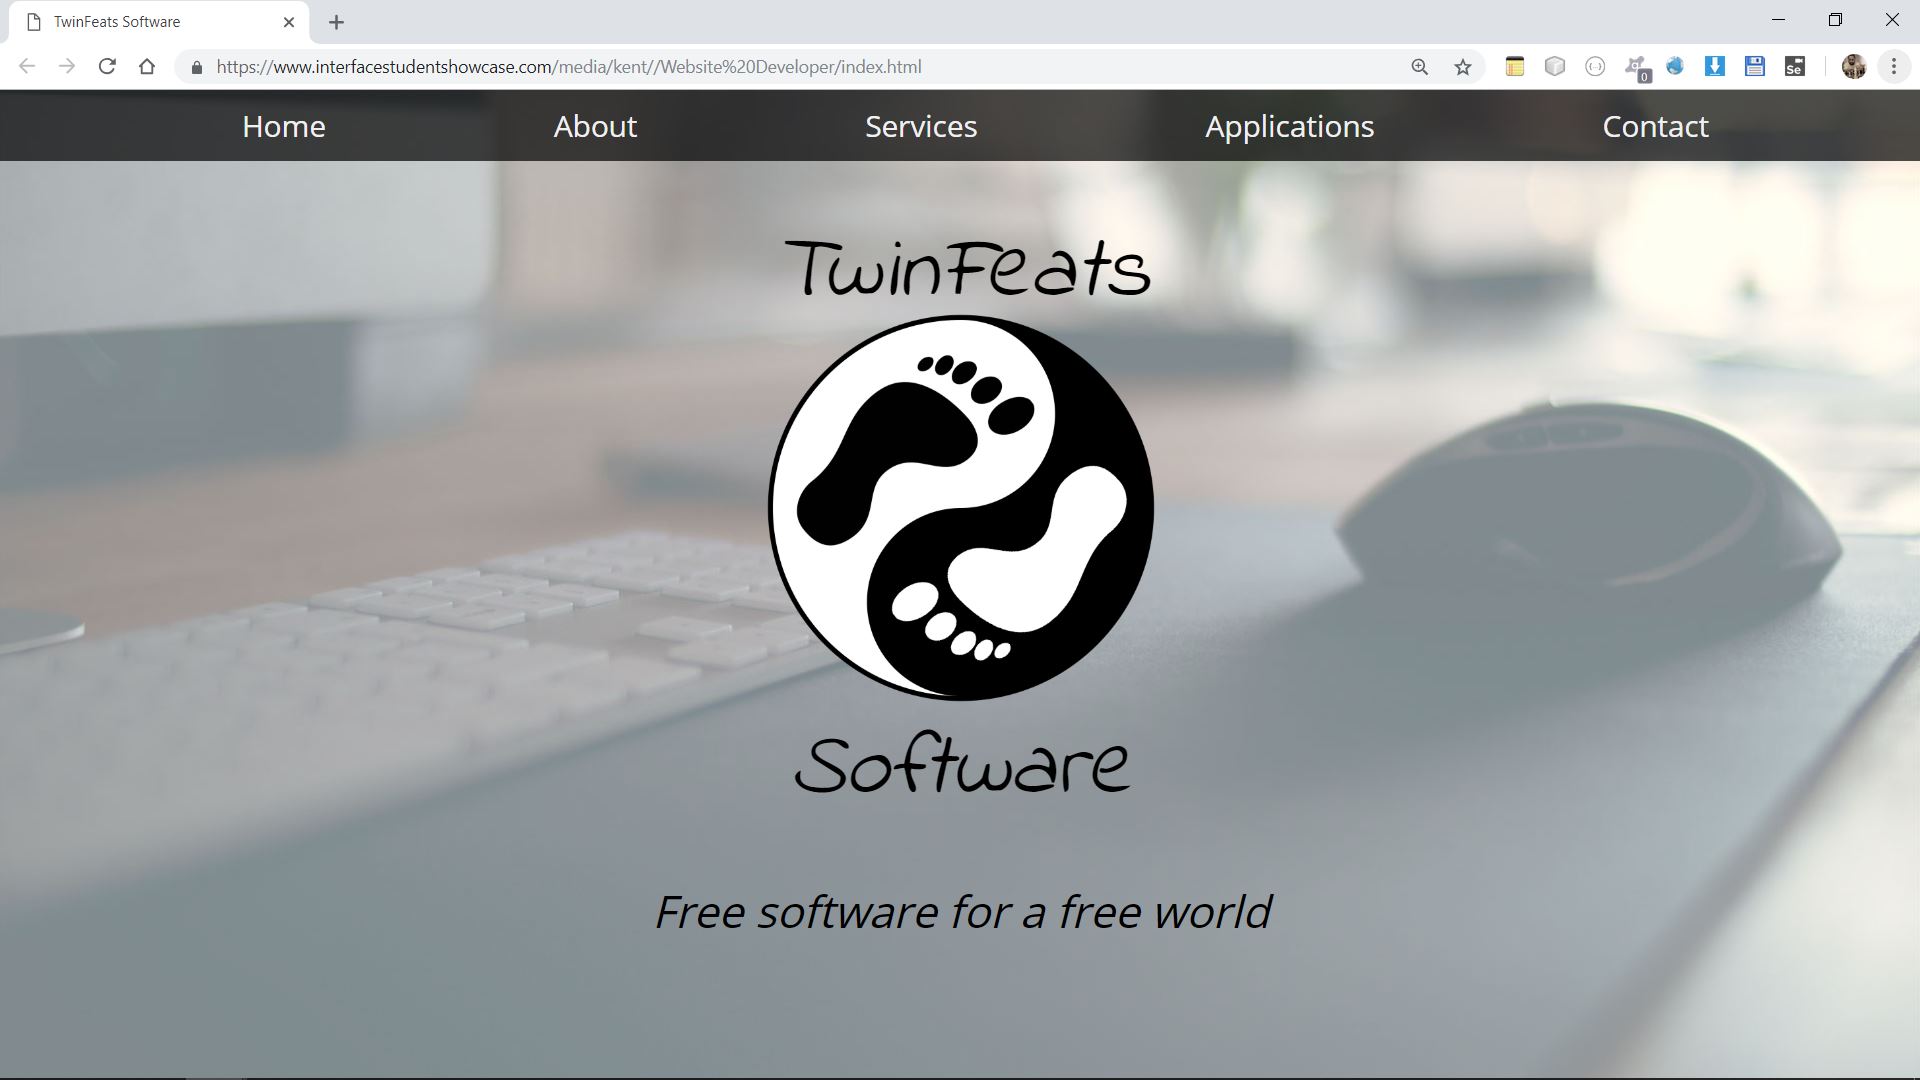 TwinFeats Software
https://www.interfacestudentshowcase.com/media/kent//Website%20Developer/index.html
0
Se
Home About Services Applications Contact
TwinFeats
Software
Free software for a free world